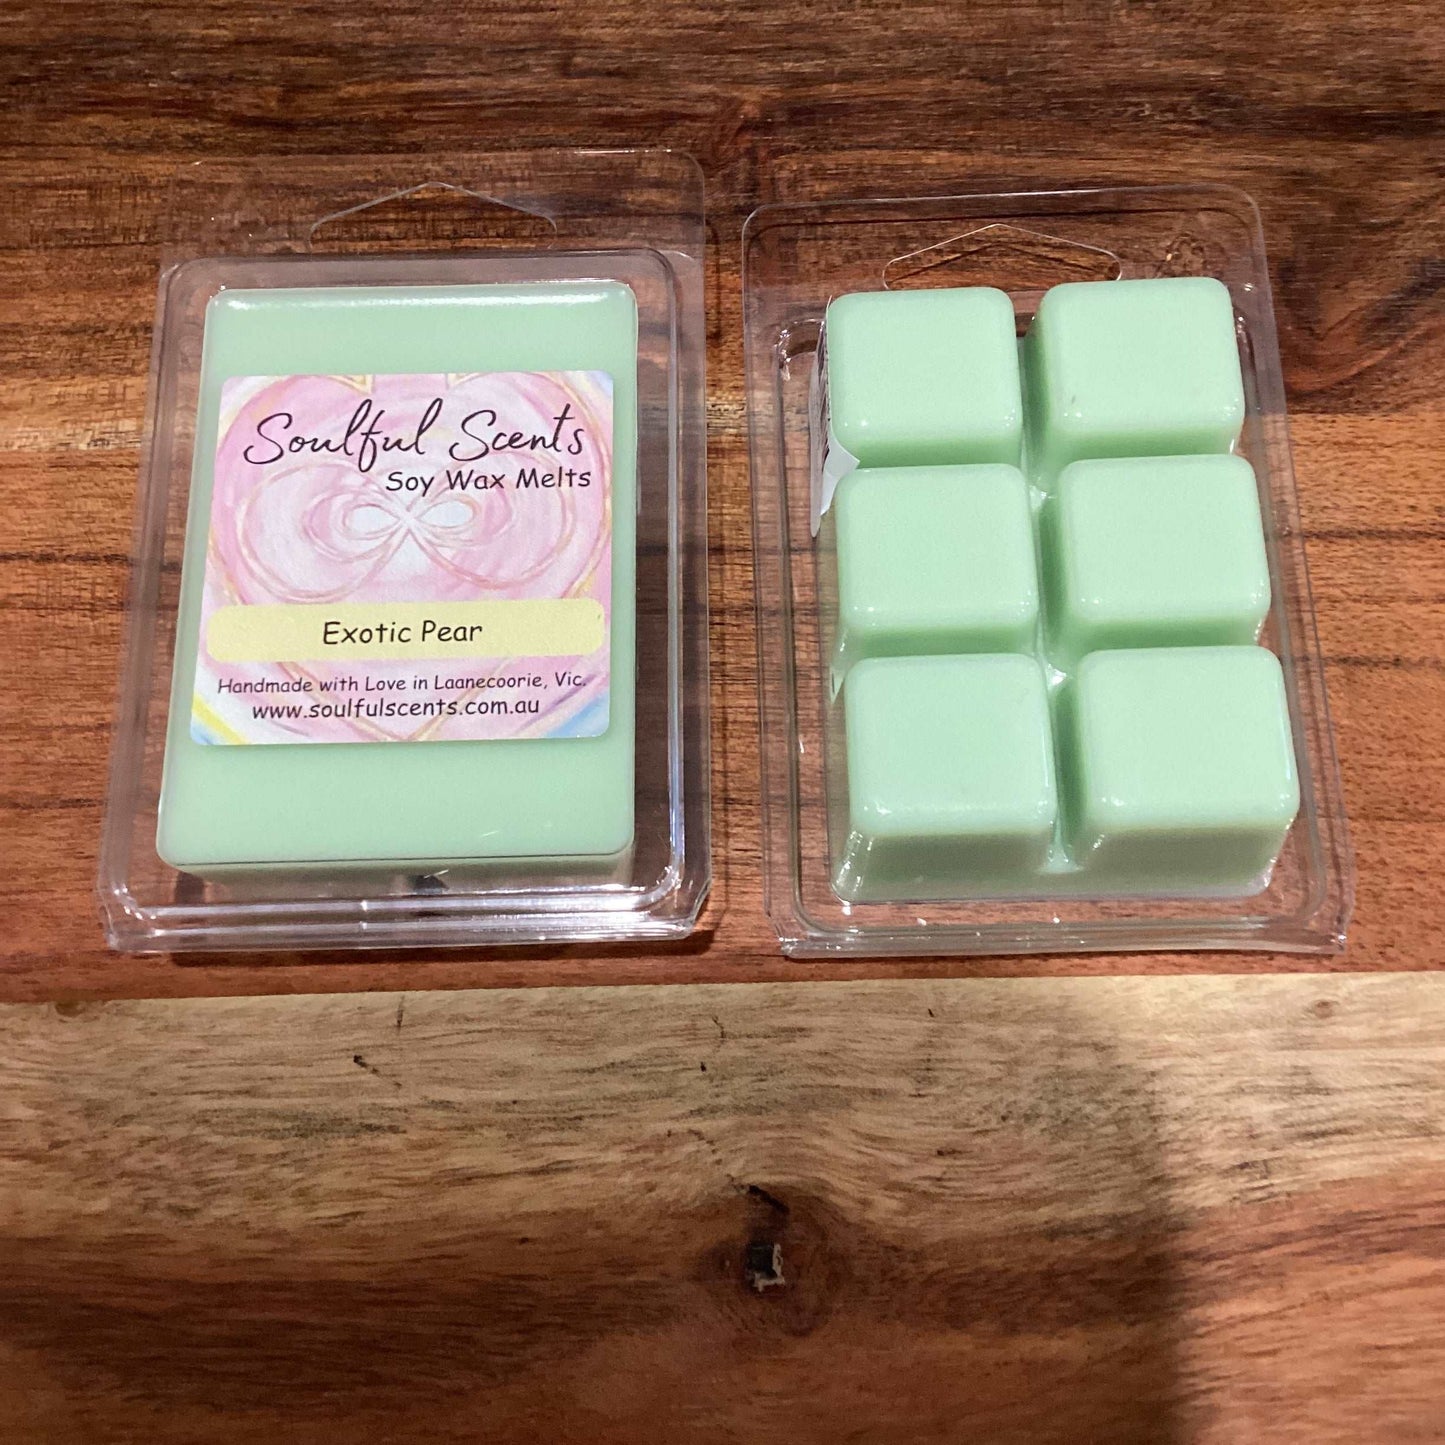 Soulful Scents
Soy Wax Melts
Exotic Pear
Handmade with Love in Laanecoorie, Vic.
www.soulfulscents.com.au